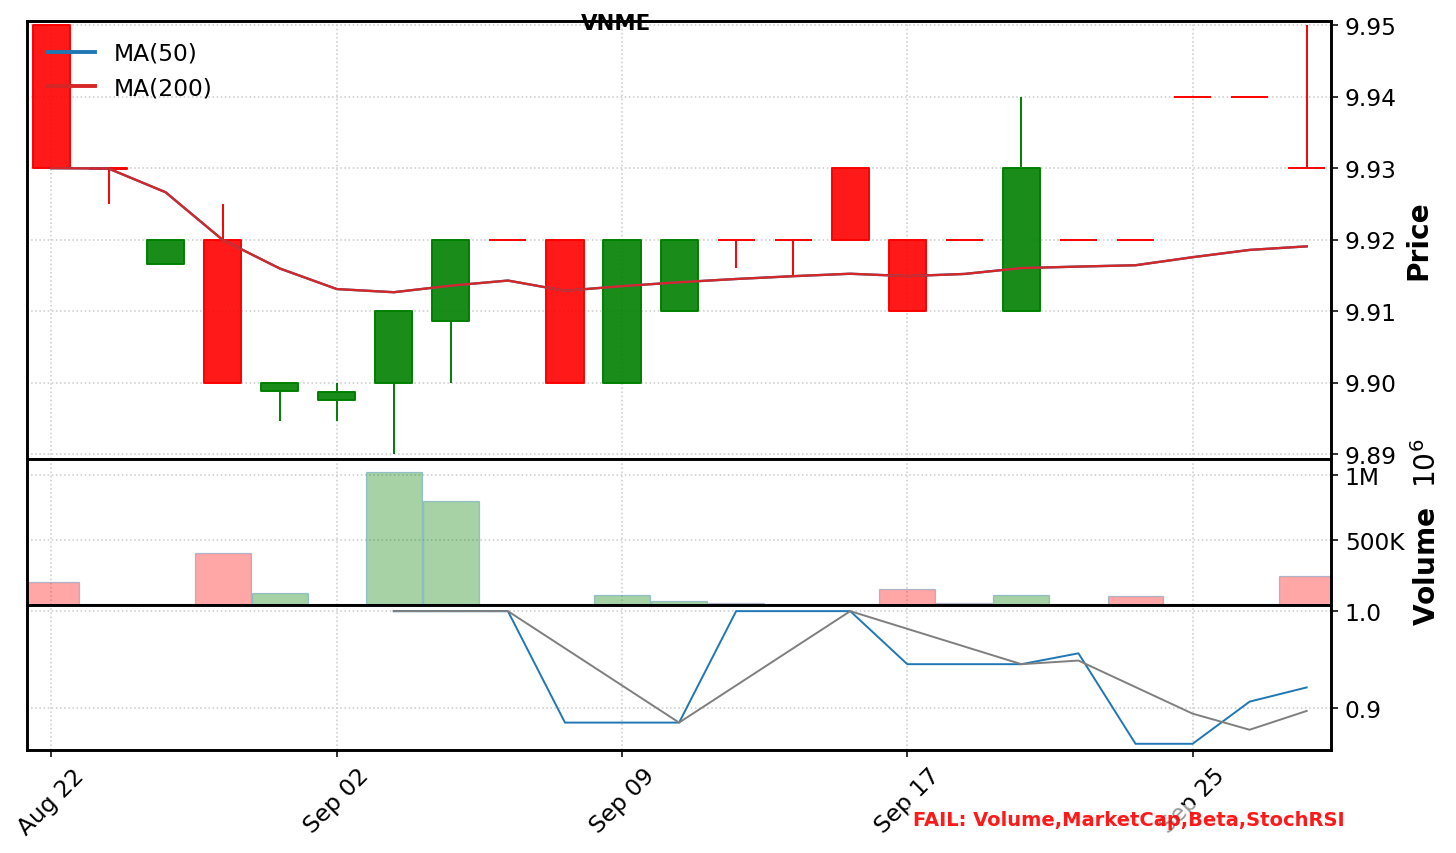 VNME
MA(50)
MA(200)
9.95
9.94
9.93
9.92
9.91
9.90
9.89
Price
1M
500K
Volume 10^6
1.0
0.9
Aug 22
Sep 02
Sep 09
Sep 17
Sep 25
FAIL: Volume,MarketCap,Beta,StochRSI